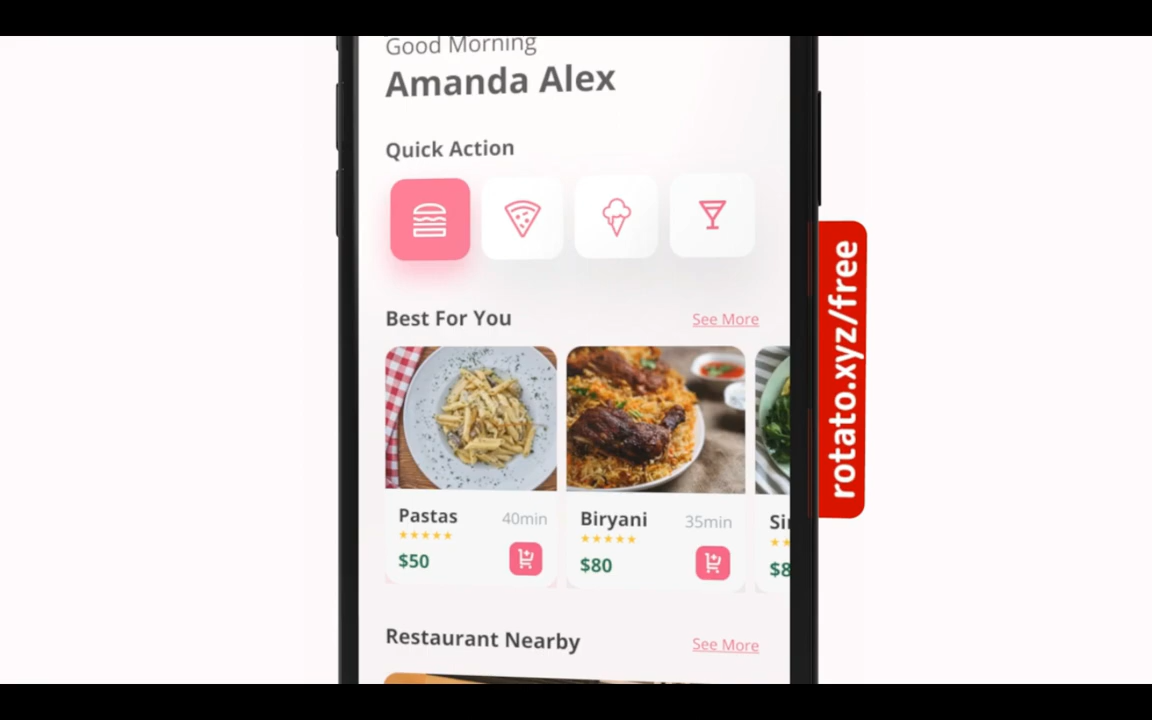 Good Morning
Amanda Alex
Quick Action
Best For You
See More
Pastas
40min
$50
Biryani
35min
$80
Restaurant Nearby
See More
rotato.xyz/free